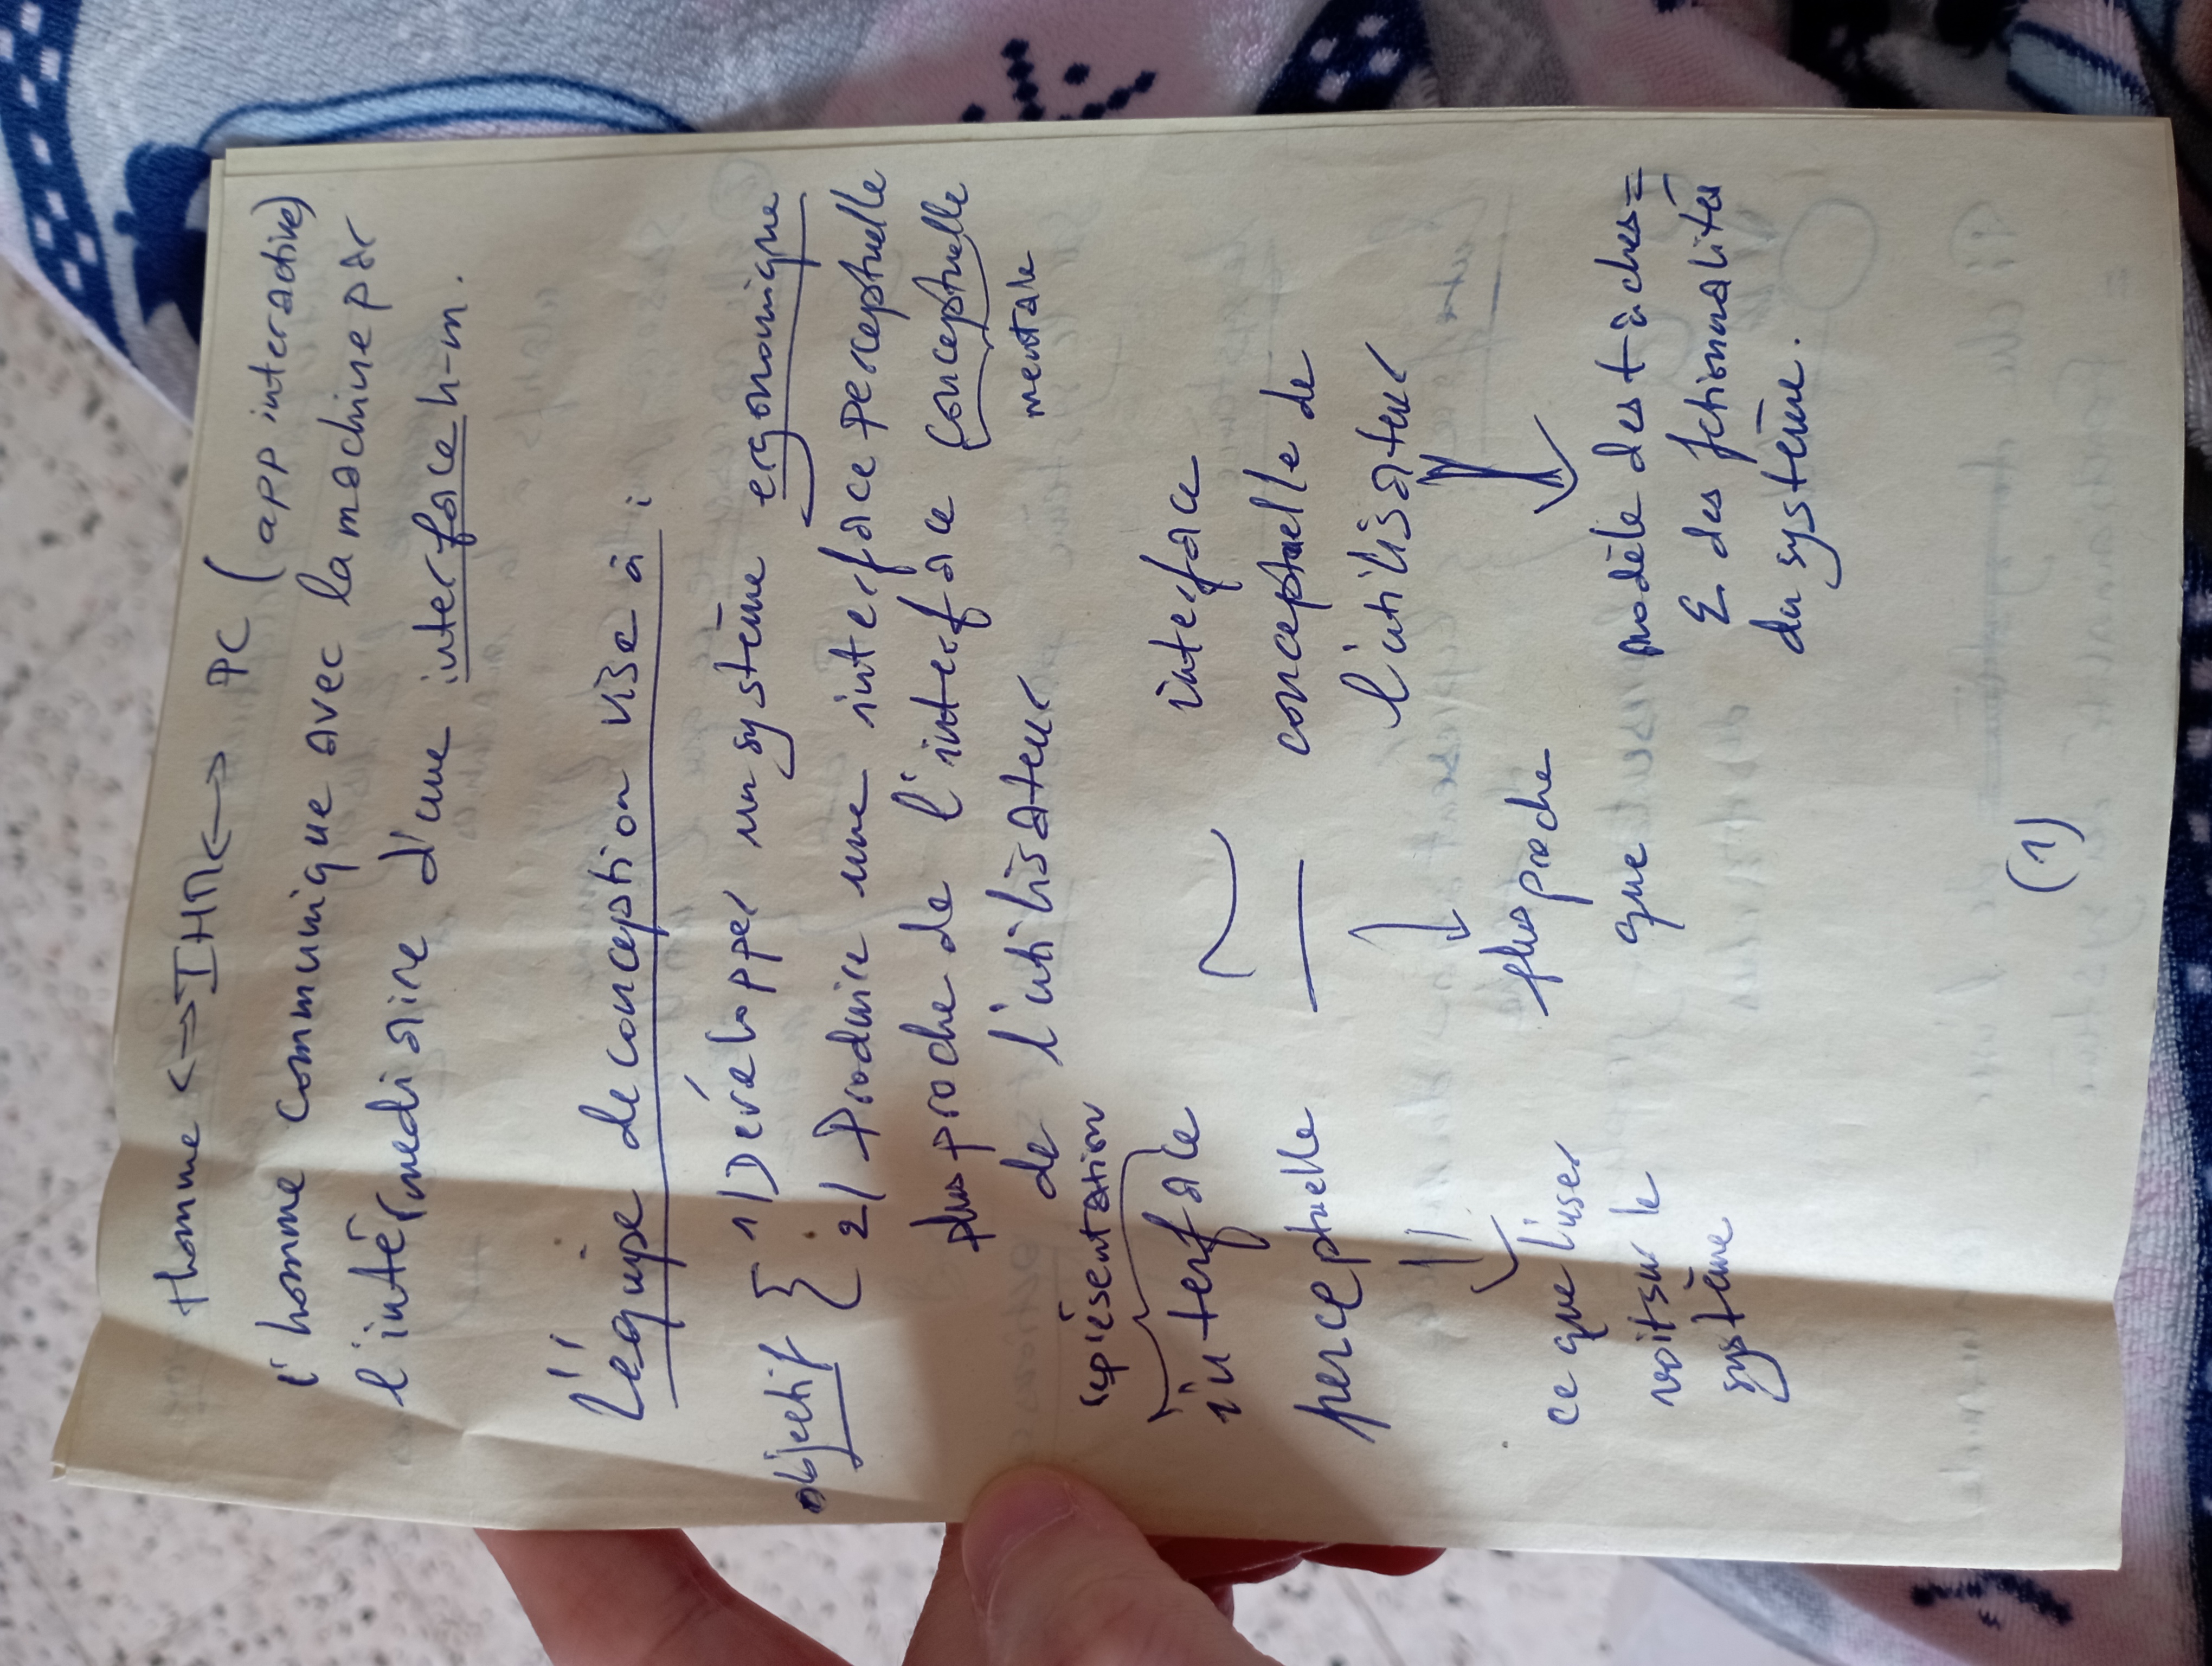 Homme <-> IHM <-> PC (app interactive)
l'homme communique avec la machine par
l'intérmediaire d'une interface h-m.
L'équipe de conception vise à :
objectif { 1) Dévélopper un système ergonomique
2) Produire une interface perceptuelle
plus proche de l'interface conceptuelle
mentale
de l'utilisateur
représentation
interface
perceptuelle
≃
interface
conceptuelle de
l'utilisateur
ce que l'user
voit sur le
système
plus proche
que
modèle des tâches =
Σ des fctionnalités
du système.
(1)